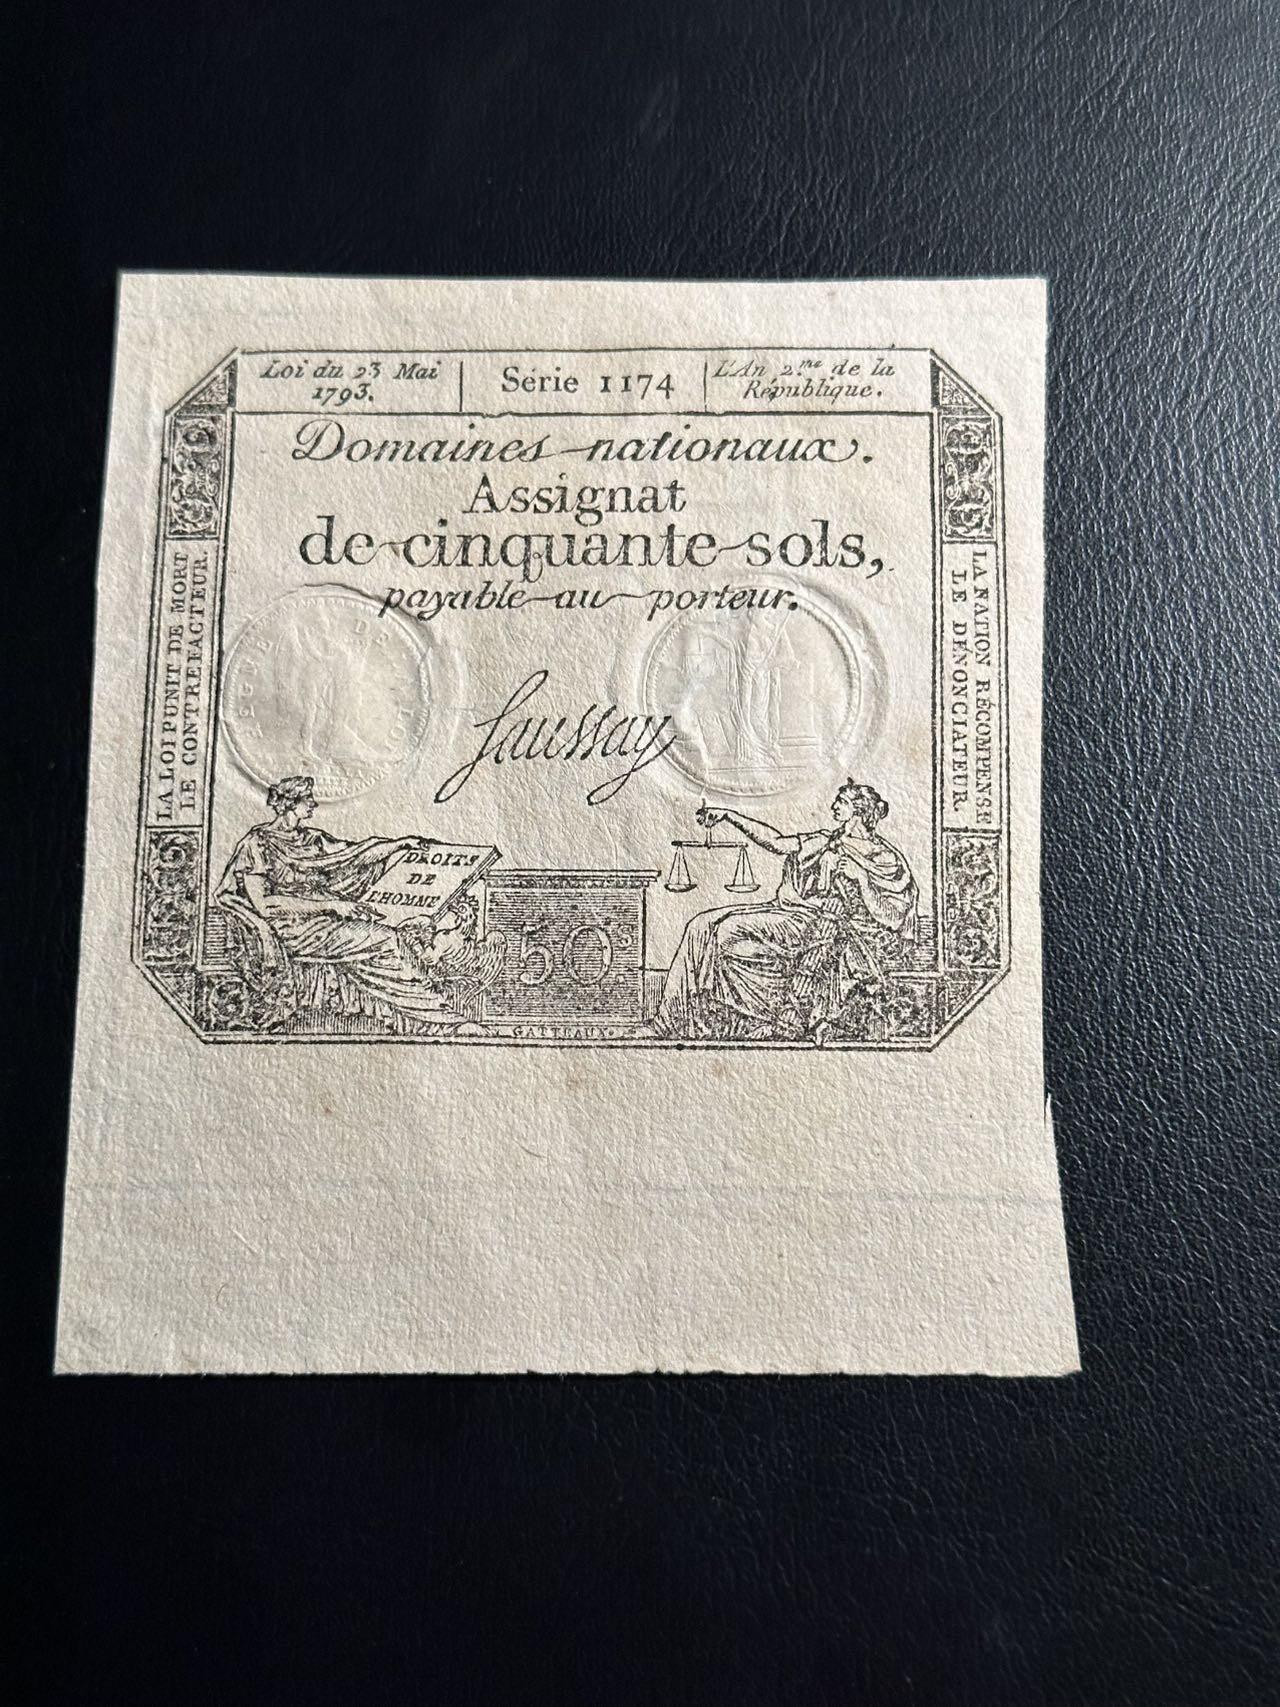 Loi du 23 Mai
1793.
Série 1174
L'An 2.me de la
République.
Domaines nationaux.
Assignat
de cinquante sols,
payable au porteur.
LA LOI PUNIT DE MORT
LE CONTREFACTEUR.
LA NATION RÉCOMPENSE
LE DÉNONCIATEUR.
Saussay
DROITS
DE
L'HOMME
50S
GATTEAUX.